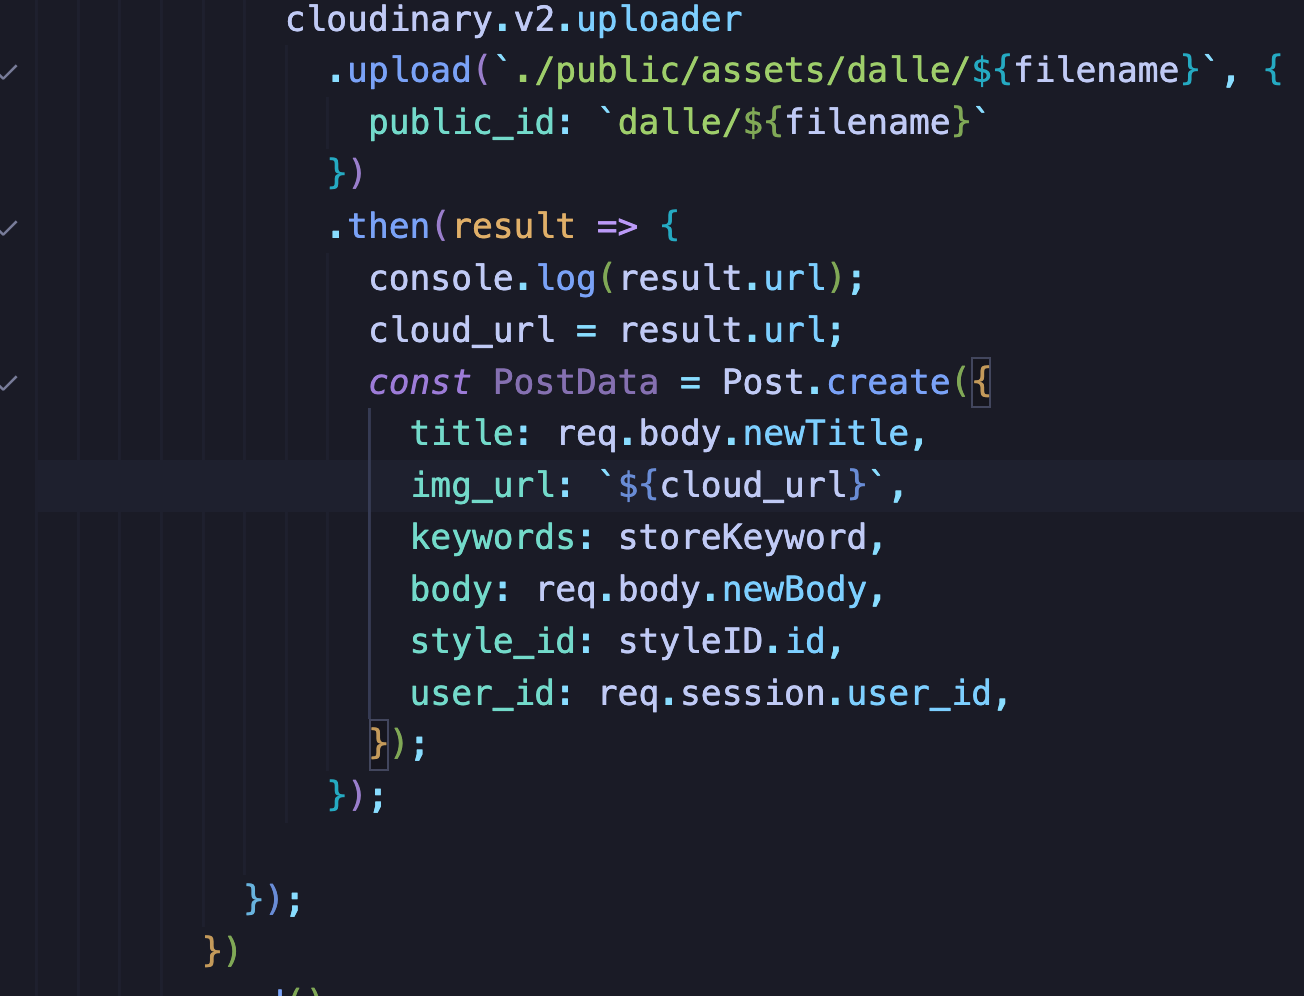 cloudinary.v2.uploader
.upload(`./public/assets/dalle/${filename}`, {
public_id: `dalle/${filename}`
})
.then(result => {
console.log(result.url);
cloud_url = result.url;
const PostData = Post.create({
title: req.body.newTitle,
img_url: `${cloud_url}`,
keywords: storeKeyword,
body: req.body.newBody,
style_id: styleID.id,
user_id: req.session.user_id,
});
});
});
})